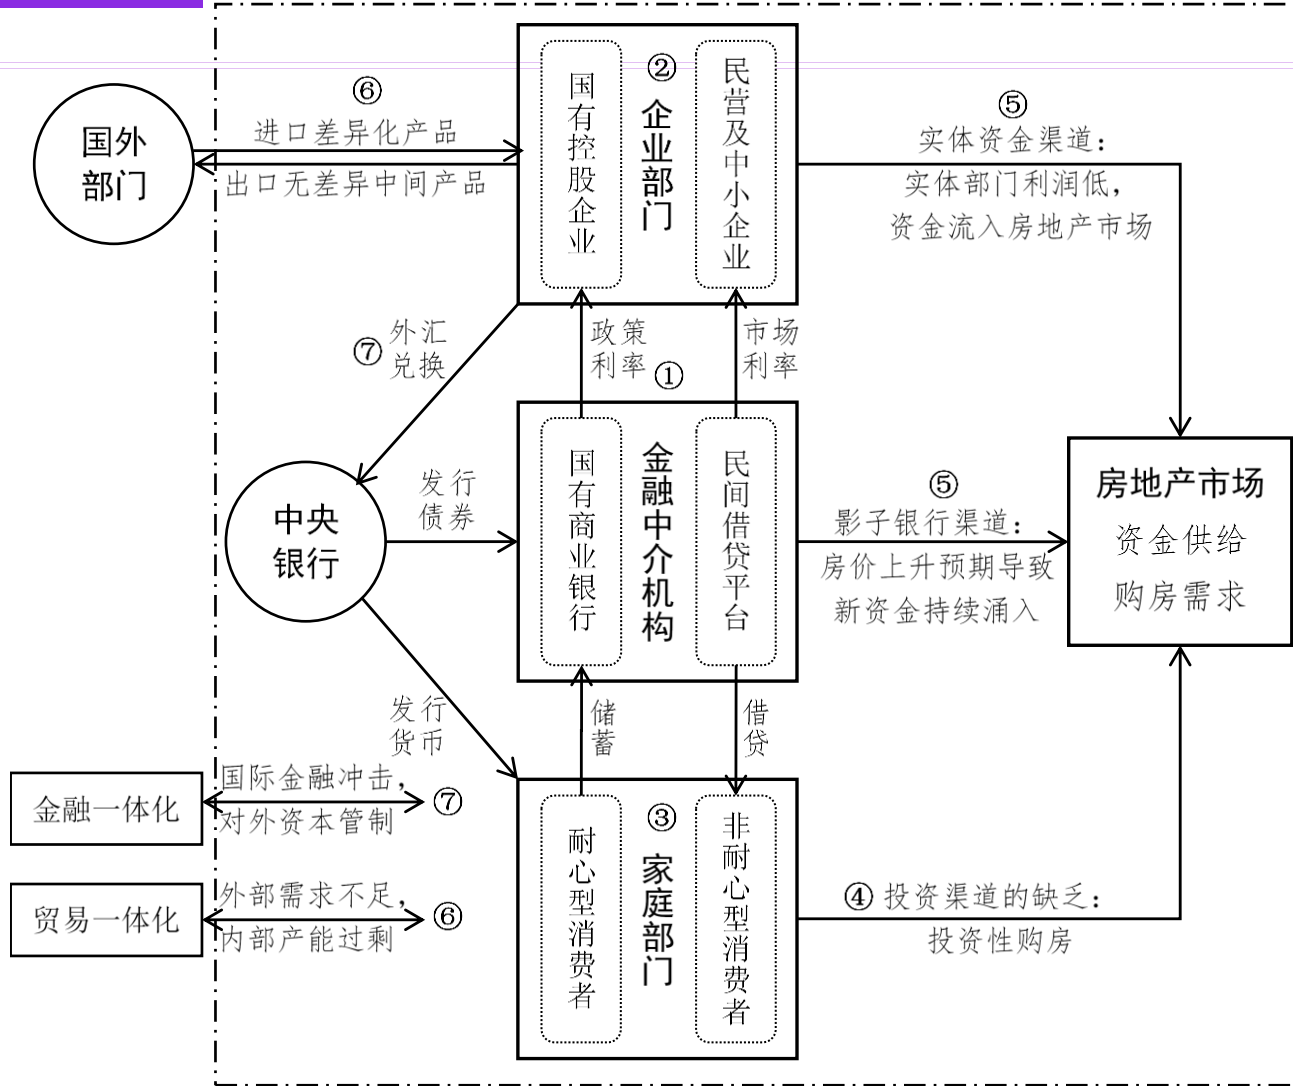 国外
部门
⑥
进口差异化产品
出口无差异中间产品
国有控股企业
②
企业部门
民营及中小企业
⑤
实体资金渠道：
实体部门利润低，
资金流入房地产市场
⑦
外汇
兑换
政策
利率
①
市场
利率
中央
银行
发行
债券
国有商业银行
金融中介机构
民间借贷平台
⑤
影子银行渠道：
房价上升预期导致
新资金持续涌入
房地产市场
资金供给
购房需求
发行
货币
储蓄
借贷
金融一体化
国际金融冲击，
对外资本管制
⑦
贸易一体化
外部需求不足，
内部产能过剩
⑥
耐心型消费者
③
家庭部门
非耐心型消费者
④ 投资渠道的缺乏：
投资性购房